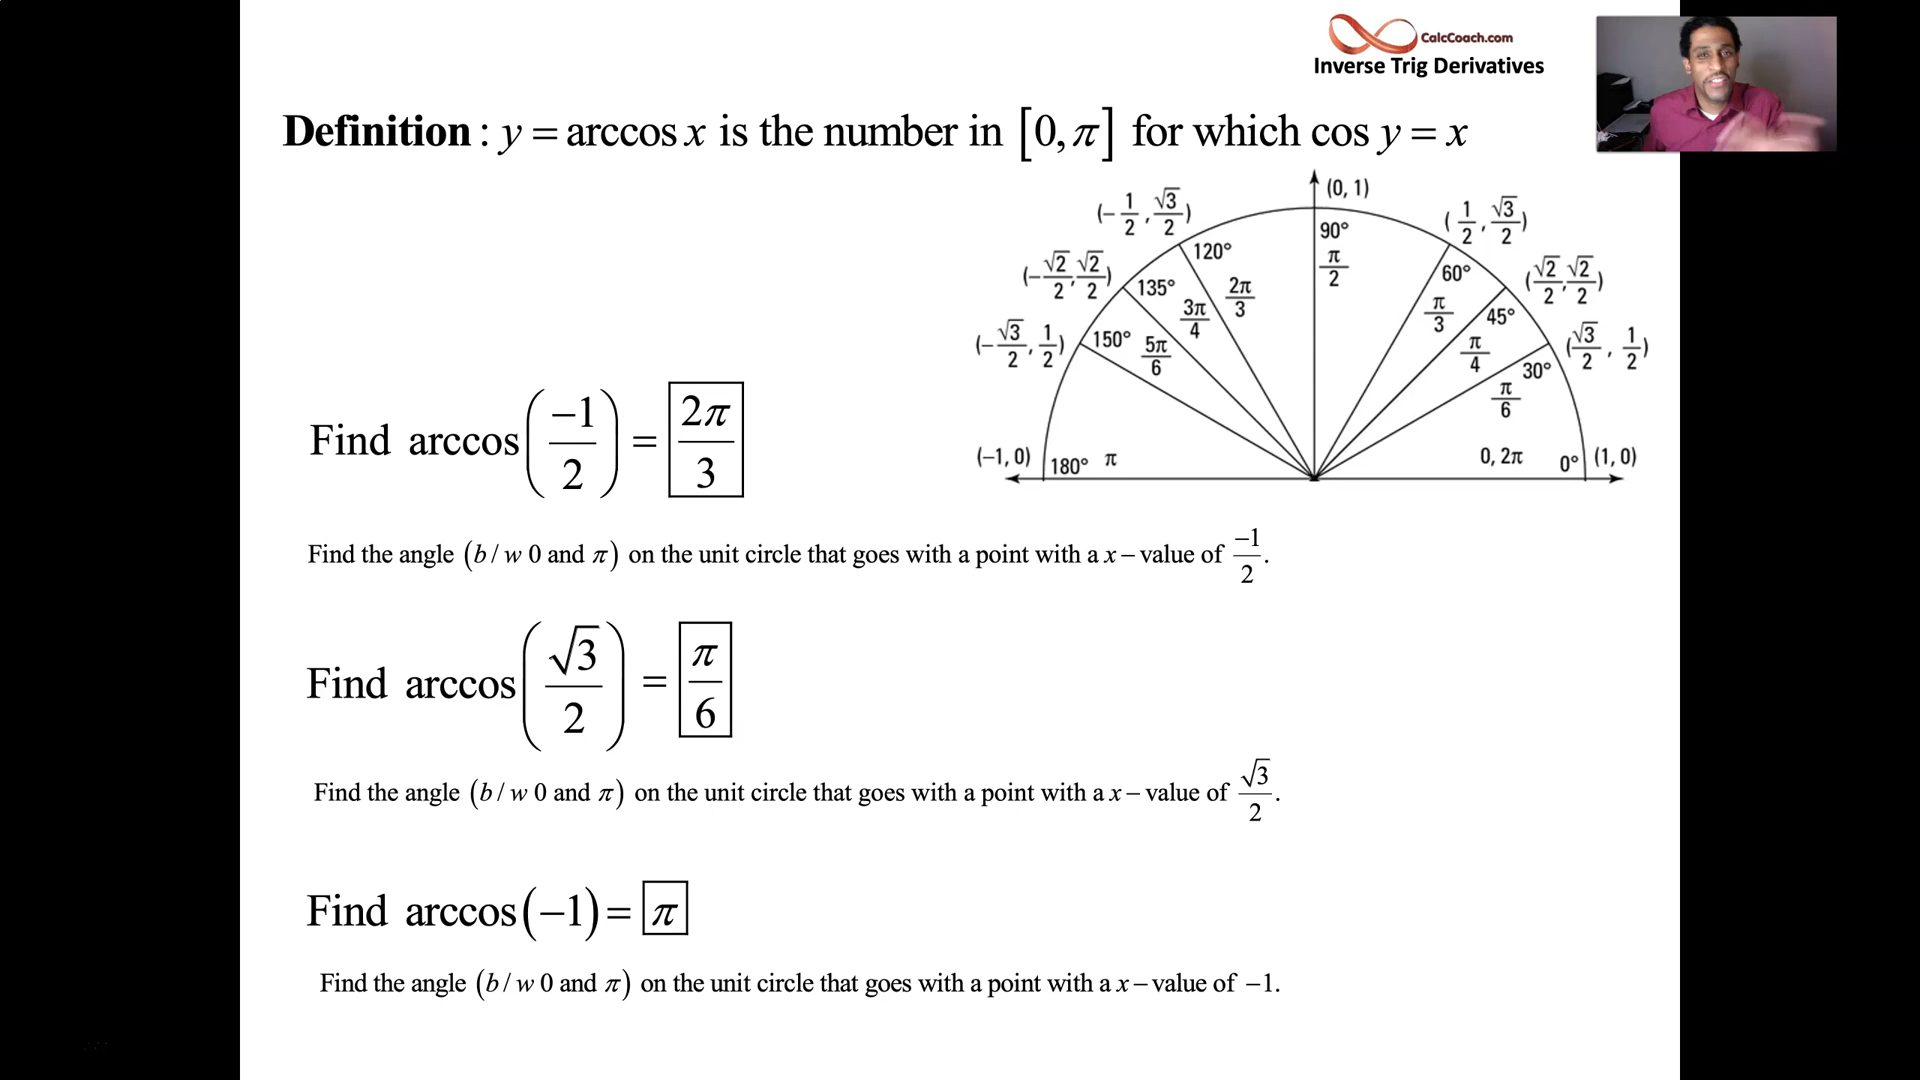 CalcCoach.com
Inverse Trig Derivatives
Definition : y = arccos x is the number in [0, π] for which cos y = x
(0, 1)
(−1/2, √3/2)
(1/2, √3/2)
90°
π/2
120°
2π/3
60°
π/3
(−√2/2, √2/2)
(√2/2, √2/2)
135°
3π/4
45°
π/4
(−√3/2, 1/2)
(√3/2, 1/2)
150°
5π/6
30°
π/6
(−1, 0)
180° π
0, 2π 0°
(1, 0)
Find arccos(−1/2) = 2π/3
Find the angle (b / w 0 and π) on the unit circle that goes with a point with a x − value of −1/2.
Find arccos(√3/2) = π/6
Find the angle (b / w 0 and π) on the unit circle that goes with a point with a x − value of √3/2.
Find arccos(−1) = π
Find the angle (b / w 0 and π) on the unit circle that goes with a point with a x − value of −1.